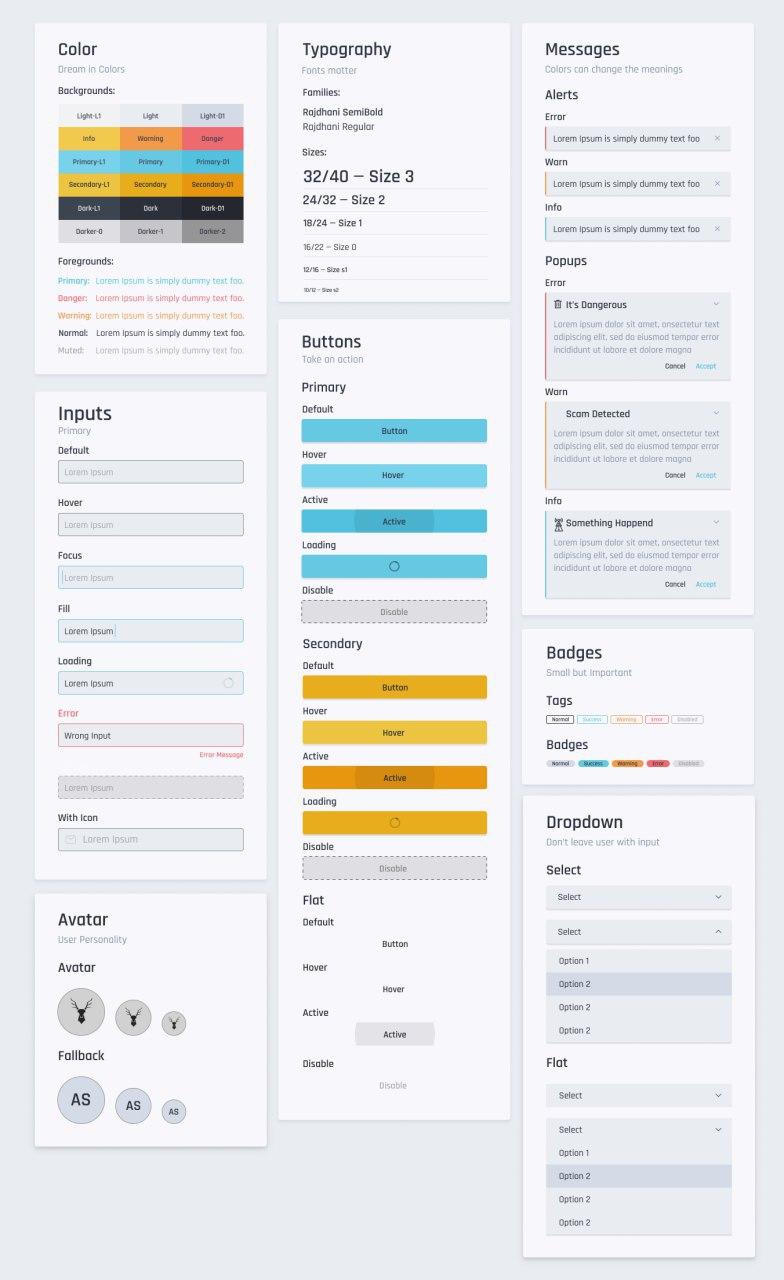 Color
Dream in Colors
Backgrounds:
Light-L1 Light Light-D1
Info Warning Danger
Primary-L1 Primary Primary-D1
Secondary-L1 Secondary Secondary-D1
Dark-L1 Dark Dark-D1
Darker-0 Darker-1 Darker-2
Foregrounds:
Primary: Lorem Ipsum is simply dummy text foo.
Danger: Lorem Ipsum is simply dummy text foo.
Warning: Lorem Ipsum is simply dummy text foo.
Normal: Lorem Ipsum is simply dummy text foo.
Muted: Lorem Ipsum is simply dummy text foo.
Inputs
Primary
Default
Lorem Ipsum
Hover
Lorem Ipsum
Focus
Lorem Ipsum
Fill
Lorem Ipsum
Loading
Lorem Ipsum
Error
Wrong Input
Error Message
Lorem Ipsum
With Icon
Lorem Ipsum
Avatar
User Personality
Avatar
Fallback
AS AS AS
Typography
Fonts matter
Families:
Rajdhani SemiBold
Rajdhani Regular
Sizes:
32/40 – Size 3
24/32 – Size 2
18/24 – Size 1
16/22 – Size 0
12/16 – Size s1
10/12 – Size s2
Buttons
Take an action
Primary
Default
Button
Hover
Hover
Active
Active
Loading
Disable
Disable
Secondary
Default
Button
Hover
Hover
Active
Active
Loading
Disable
Disable
Flat
Default
Button
Hover
Hover
Active
Active
Disable
Disable
Messages
Colors can change the meanings
Alerts
Error
Lorem Ipsum is simply dummy text foo
Warn
Lorem Ipsum is simply dummy text foo
Info
Lorem Ipsum is simply dummy text foo
Popups
Error
It's Dangerous
Lorem ipsum dolor sit amet, onsectetur text
adipiscing elit, sed do eiusmod tempor error
incididunt ut labore et dolore magna
Cancel Accept
Warn
Scam Detected
Lorem ipsum dolor sit amet, onsectetur text
adipiscing elit, sed do eiusmod tempor error
incididunt ut labore et dolore magna
Cancel Accept
Info
Something Happend
Lorem ipsum dolor sit amet, onsectetur text
adipiscing elit, sed do eiusmod tempor error
incididunt ut labore et dolore magna
Cancel Accept
Badges
Small but Important
Tags
Normal Success Warning Error Disabled
Badges
Normal Success Warning Error Disabled
Dropdown
Don't leave user with input
Select
Select
Select
Option 1
Option 2
Option 2
Option 2
Flat
Select
Select
Option 1
Option 2
Option 2
Option 2